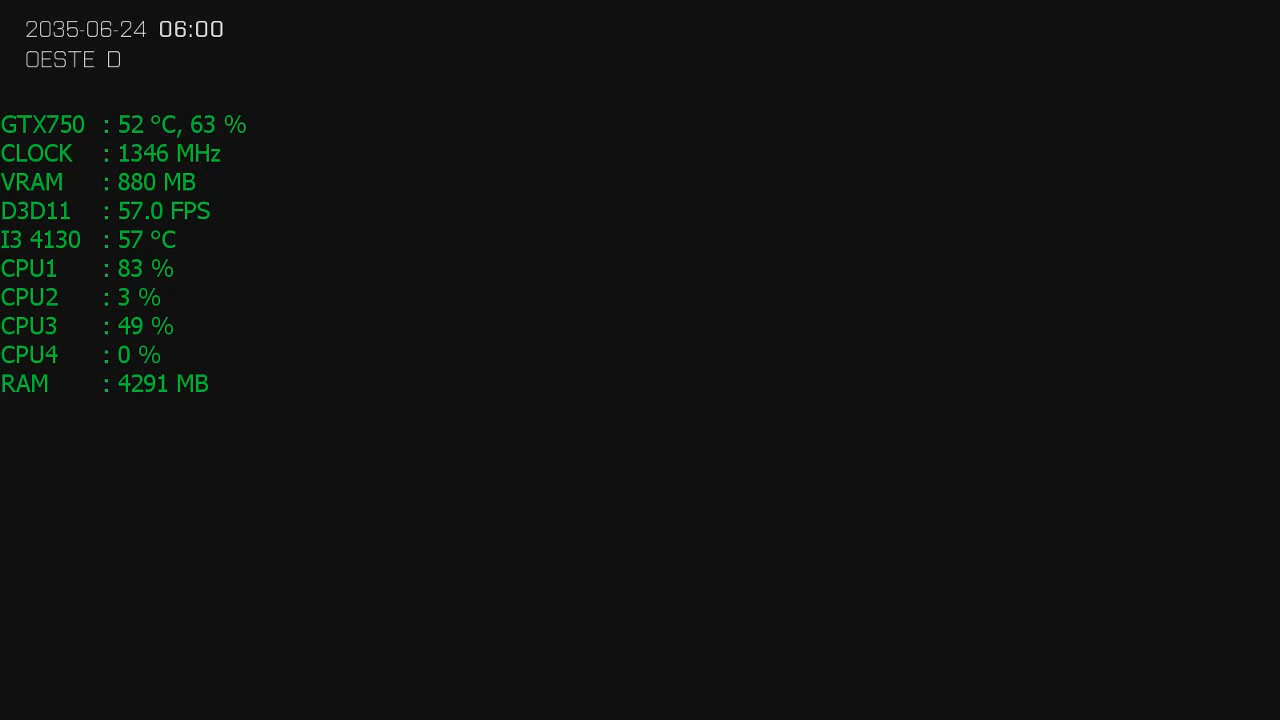 2035-06-24 06:00
OESTE D
GTX750 : 52 °C, 63 %
CLOCK : 1346 MHz
VRAM : 880 MB
D3D11 : 57.0 FPS
I3 4130 : 57 °C
CPU1 : 83 %
CPU2 : 3 %
CPU3 : 49 %
CPU4 : 0 %
RAM : 4291 MB